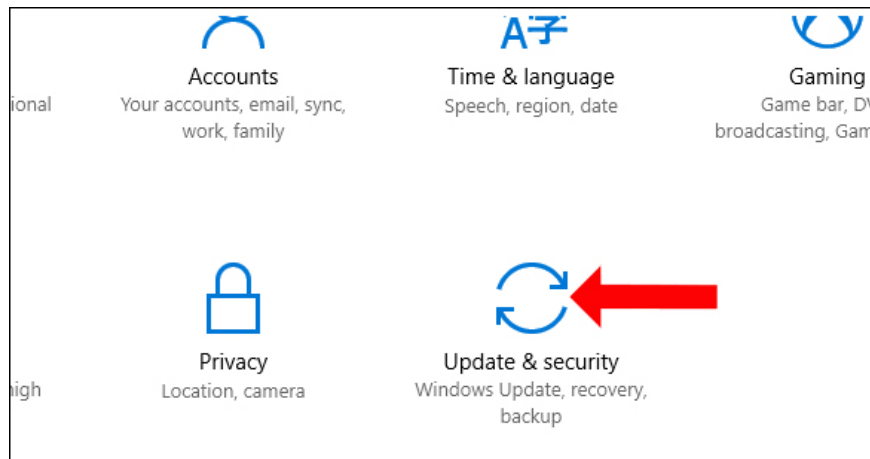 A字
Accounts
Time & language
Gaming
ional
Your accounts, email, sync,
Speech, region, date
Game bar, DV
work, family
broadcasting, Gam
Privacy
Update & security
high
Location, camera
Windows Update, recovery,
backup